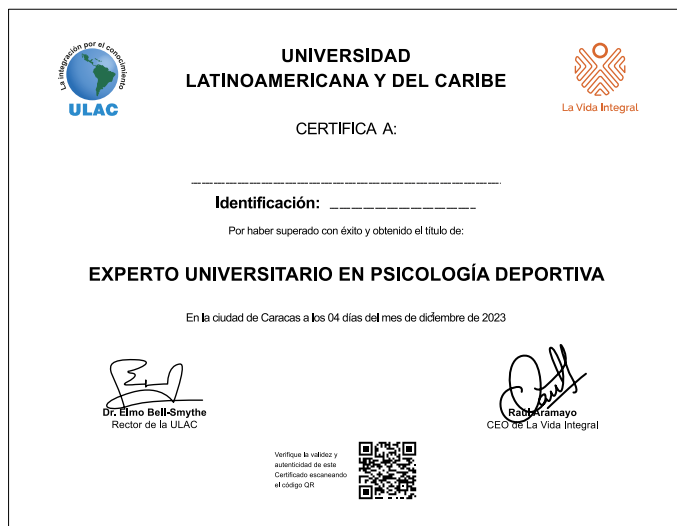 La integración por el conocimiento
ULAC
UNIVERSIDAD
LATINOAMERICANA Y DEL CARIBE
La Vida Integral
CERTIFICA A:
Identificación:
Por haber superado con éxito y obtenido el título de:
EXPERTO UNIVERSITARIO EN PSICOLOGÍA DEPORTIVA
En la ciudad de Caracas a los 04 días del mes de diciembre de 2023
Dr. Elmo Bell-Smythe
Rector de la ULAC
Raúl Aramayo
CEO de La Vida Integral
Verifique la validez y
autenticidad de este
Certificado escaneando
el código QR